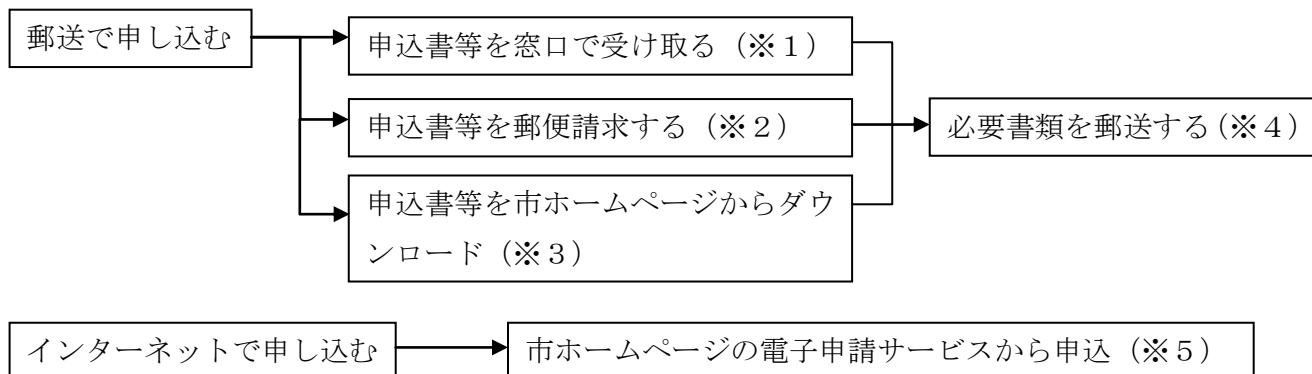 郵送で申し込む
申込書等を窓口で受け取る(※1)
申込書等を郵便請求する(※2)
申込書等を市ホームページからダウ
ンロード(※3)
必要書類を郵送する(※4)
インターネットで申し込む
市ホームページの電子申請サービスから申込(※5)